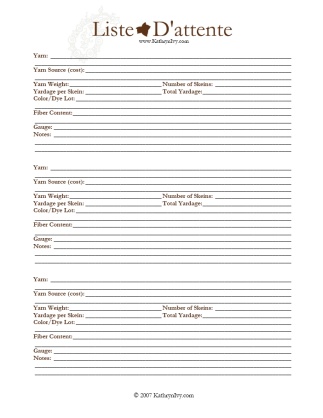 Liste D'attente
www.KathrynIvy.com
Yarn:
Yarn Source (cost):
Yarn Weight: Number of Skeins:
Yardage per Skein: Total Yardage:
Color/Dye Lot:
Fiber Content:
Gauge:
Notes:
Yarn:
Yarn Source (cost):
Yarn Weight: Number of Skeins:
Yardage per Skein: Total Yardage:
Color/Dye Lot:
Fiber Content:
Gauge:
Notes:
Yarn:
Yarn Source (cost):
Yarn Weight: Number of Skeins:
Yardage per Skein: Total Yardage:
Color/Dye Lot:
Fiber Content:
Gauge:
Notes:
© 2007 KathrynIvy.com